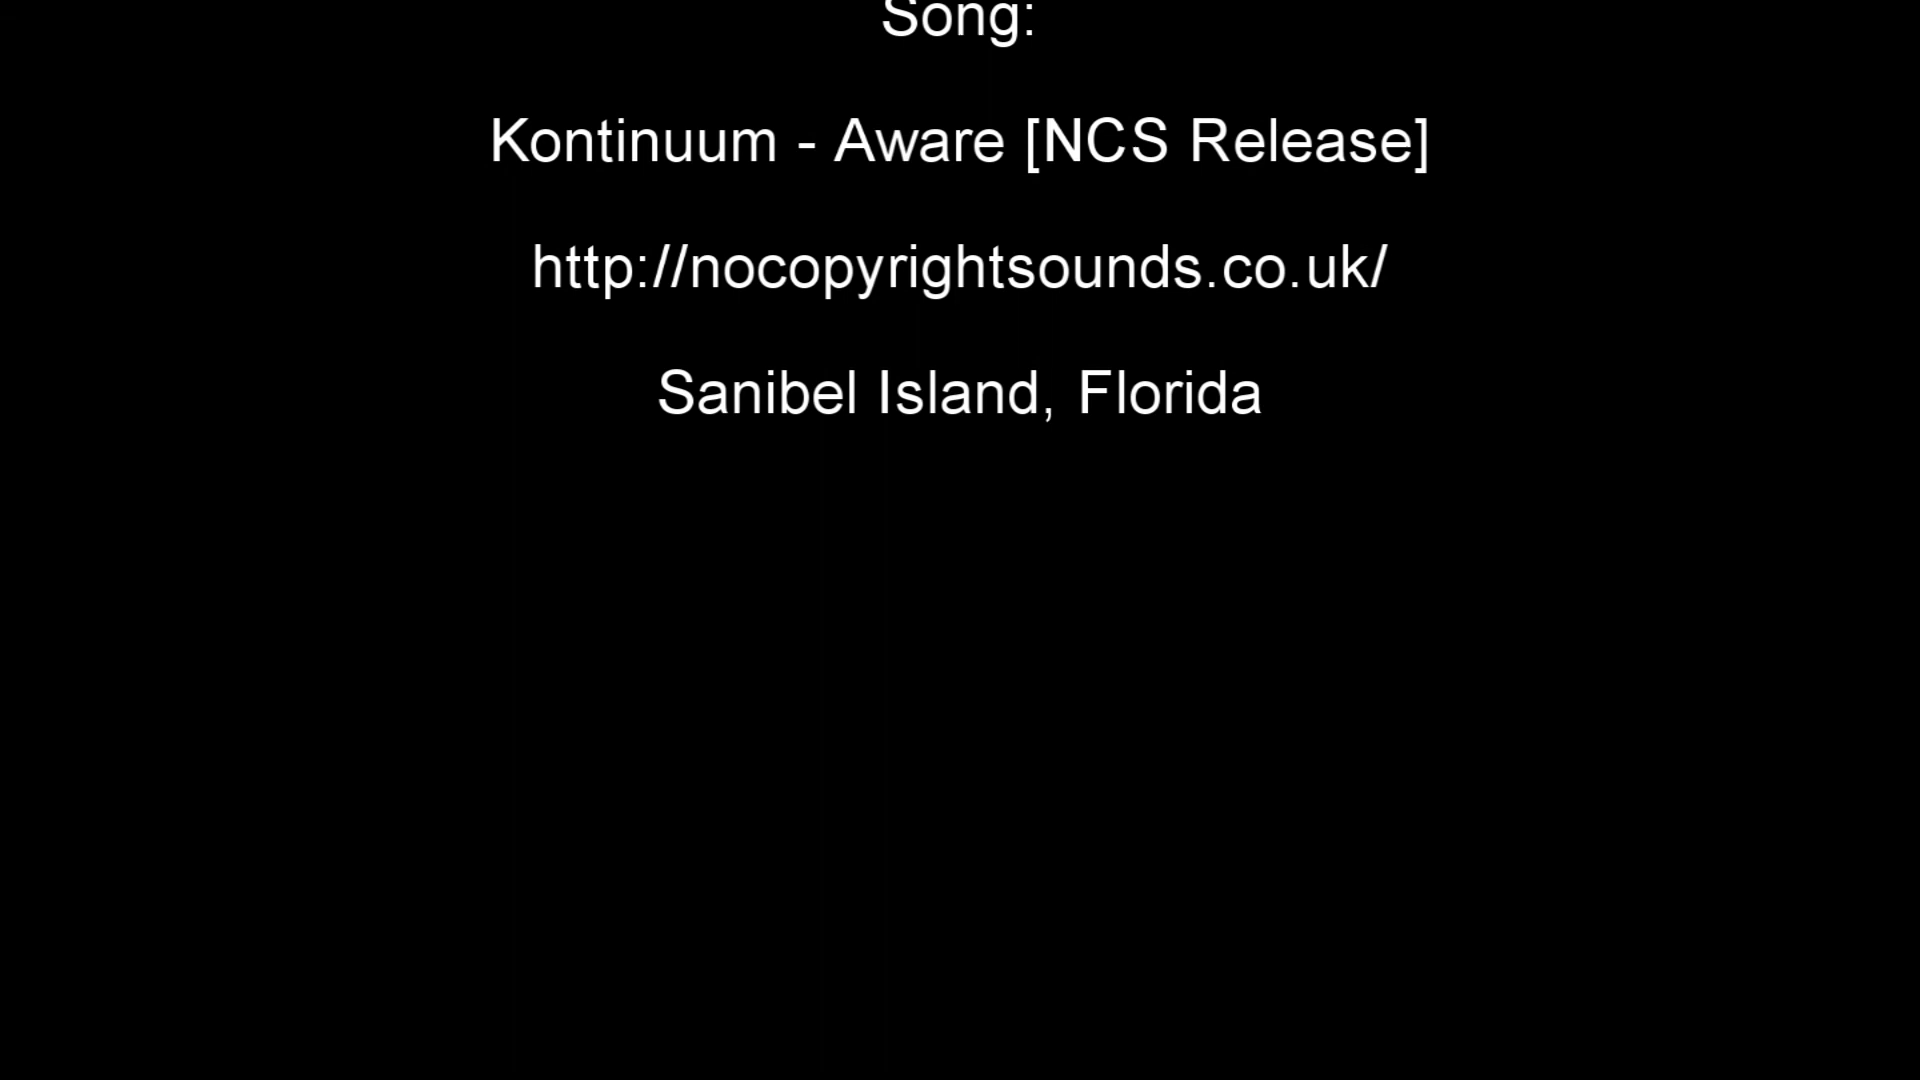 Song:
Kontinuum - Aware [NCS Release]
http://nocopyrightsounds.co.uk/
Sanibel Island, Florida